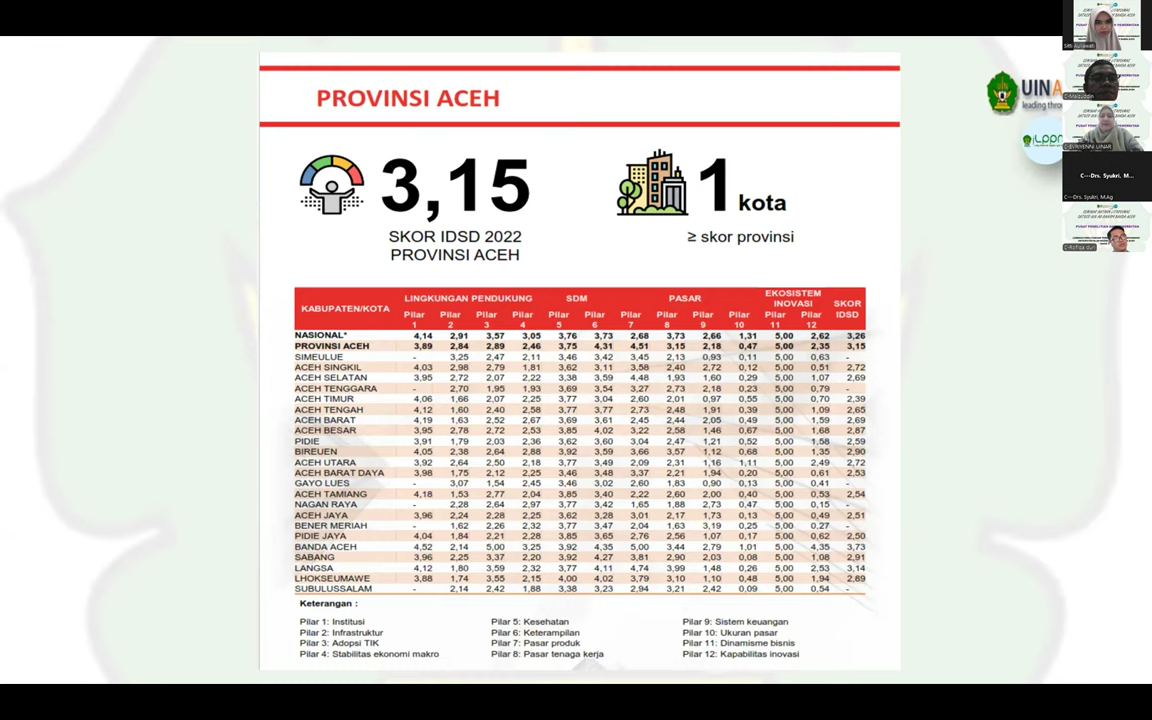 PROVINSI ACEH
UIN
leading thro
LPPM
3,15
SKOR IDSD 2022
PROVINSI ACEH
1 kota
≥ skor provinsi
KABUPATEN/KOTA LINGKUNGAN PENDUKUNG SDM PASAR EKOSISTEM INOVASI SKOR IDSD
Pilar 1 Pilar 2 Pilar 3 Pilar 4 Pilar 5 Pilar 6 Pilar 7 Pilar 8 Pilar 9 Pilar 10 Pilar 11 Pilar 12
NASIONAL* 4,14 2,91 3,57 3,05 3,76 3,73 2,68 3,73 2,66 1,31 5,00 2,62 3,26
PROVINSI ACEH 3,89 2,84 2,89 2,46 3,75 4,31 4,51 3,15 2,18 0,47 5,00 2,35 3,15
SIMEULUE - 3,25 2,47 2,11 3,46 3,42 3,45 2,13 0,93 0,11 5,00 0,63 -
ACEH SINGKIL 4,03 2,98 2,79 1,81 3,62 3,11 3,58 2,40 2,72 0,12 5,00 0,51 2,72
ACEH SELATAN 3,95 2,72 2,07 2,22 3,38 3,59 4,48 1,93 1,60 0,29 5,00 1,07 2,69
ACEH TENGGARA - 2,70 1,95 1,93 3,69 3,54 3,27 2,73 2,18 0,23 5,00 0,79 -
ACEH TIMUR 4,06 1,66 2,07 2,25 3,77 3,04 2,60 2,01 0,97 0,55 5,00 0,70 2,39
ACEH TENGAH 4,12 1,60 2,40 2,58 3,77 3,77 2,73 2,48 1,91 0,39 5,00 1,09 2,65
ACEH BARAT 4,19 1,63 2,52 2,67 3,69 3,61 2,45 2,44 2,05 0,49 5,00 1,59 2,69
ACEH BESAR 3,95 2,78 2,72 2,53 3,85 4,02 3,22 2,58 1,46 0,67 5,00 1,68 2,87
PIDIE 3,91 1,79 2,03 2,36 3,62 3,60 3,04 2,47 1,21 0,52 5,00 1,58 2,59
BIREUEN 4,05 2,38 2,64 2,88 3,92 3,59 3,66 3,57 1,12 0,68 5,00 1,35 2,90
ACEH UTARA 3,92 2,64 2,50 2,18 3,77 3,49 2,09 2,31 1,16 1,11 5,00 2,49 2,72
ACEH BARAT DAYA 3,98 1,75 2,12 2,25 3,46 3,48 3,37 2,21 1,94 0,20 5,00 0,61 2,53
GAYO LUES - 3,07 1,54 2,45 3,46 3,02 2,60 1,83 0,90 0,13 5,00 0,41 -
ACEH TAMIANG 4,18 1,53 2,77 2,04 3,85 3,40 2,22 2,60 2,00 0,40 5,00 0,53 2,54
NAGAN RAYA - 2,28 2,64 2,97 3,77 3,42 1,65 1,88 2,73 0,47 5,00 0,15 -
ACEH JAYA 3,96 2,24 2,28 2,25 3,62 3,28 3,01 2,17 1,73 0,13 5,00 0,49 2,51
BENER MERIAH - 1,62 2,26 2,32 3,77 3,47 2,04 1,63 3,19 0,25 5,00 0,27 -
PIDIE JAYA 4,04 1,84 2,21 2,28 3,85 3,65 2,76 2,56 1,07 0,17 5,00 0,62 2,50
BANDA ACEH 4,52 2,14 5,00 3,25 3,92 4,35 5,00 3,44 2,79 1,01 5,00 4,35 3,73
SABANG 3,96 2,25 3,37 2,20 3,92 4,27 3,81 2,90 2,03 0,08 5,00 1,08 2,91
LANGSA 4,12 1,80 3,59 2,32 3,77 4,11 4,74 3,99 1,48 0,26 5,00 2,53 3,14
LHOKSEUMAWE 3,88 1,74 3,55 2,15 4,00 4,02 3,79 3,10 1,10 0,48 5,00 1,94 2,89
SUBULUSSALAM - 2,14 2,42 1,88 3,38 3,23 2,94 3,21 2,42 0,09 5,00 0,54 -
Keterangan :
Pilar 1: Institusi Pilar 5: Kesehatan Pilar 9: Sistem keuangan
Pilar 2: Infrastruktur Pilar 6: Keterampilan Pilar 10: Ukuran pasar
Pilar 3: Adopsi TIK Pilar 7: Pasar produk Pilar 11: Dinamisme bisnis
Pilar 4: Stabilitas ekonomi makro Pilar 8: Pasar tenaga kerja Pilar 12: Kapabilitas inovasi
C---Drs. Syukri, M...
C---Drs. Syukri, M.Ag